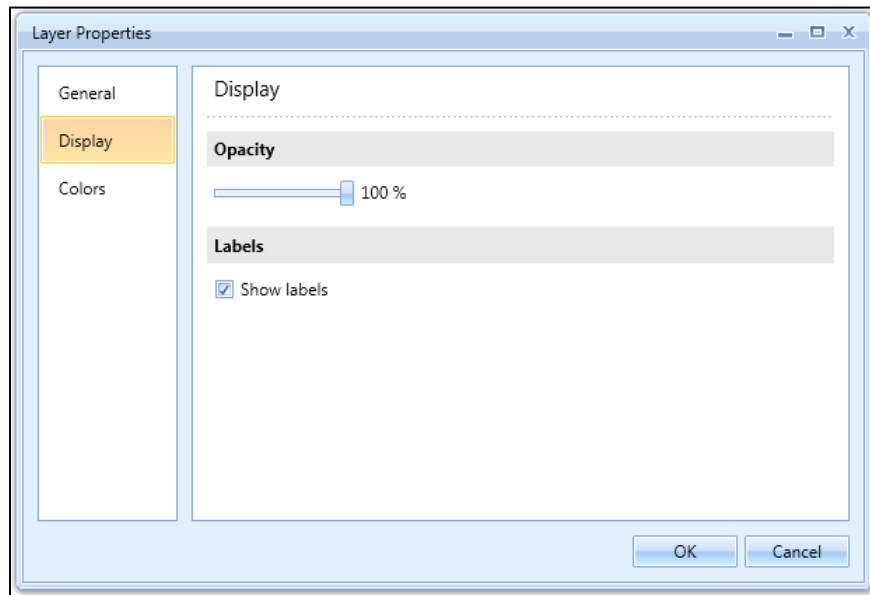 Layer Properties
General
Display
Colors
Display
Opacity
100 %
Labels
Show labels
OK
Cancel